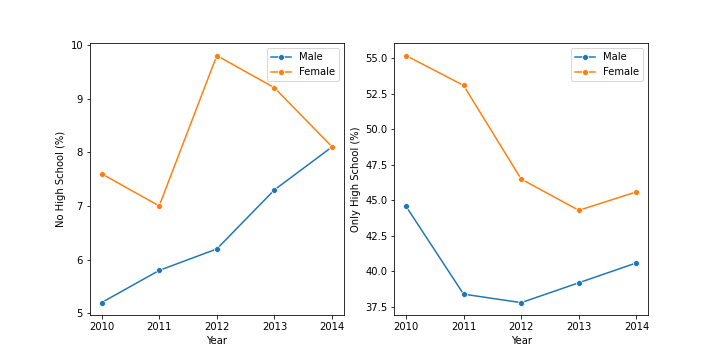 10
9
8
7
6
5
No High School (%)
2010 2011 2012 2013 2014
Year
Male
Female
55.0
52.5
50.0
47.5
45.0
42.5
40.0
37.5
Only High School (%)
2010 2011 2012 2013 2014
Year
Male
Female